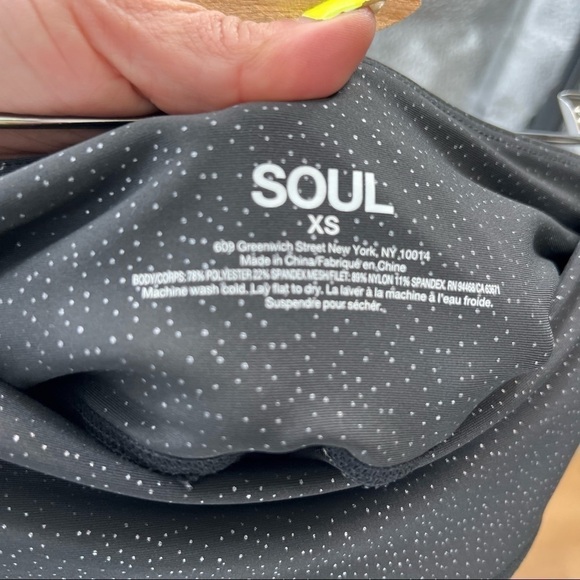 SOUL
XS
609 Greenwich Street New York, NY 10014
Made in China/Fabriqué en Chine
BODY/CORPS: 78% POLYESTER 22% SPANDEX MESH/FILET: 89% NYLON 11% SPANDEX. RN 94468/CA 63671
Machine wash cold. Lay flat to dry. La laver à la machine à l'eau froide.
Suspendre pour sécher.